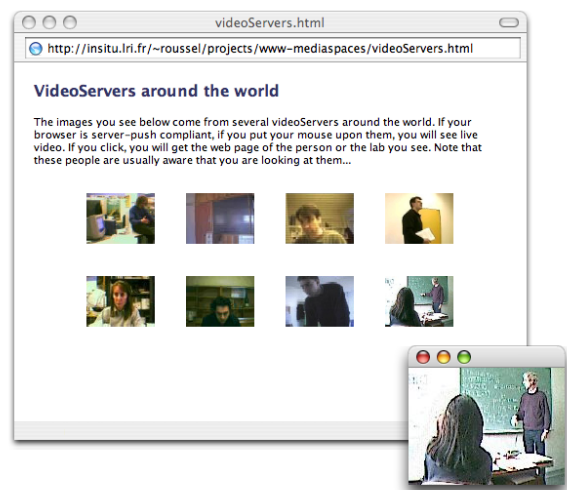 videoServers.html
http://insitu.lri.fr/~roussel/projects/www-mediaspaces/videoServers.html
VideoServers around the world
The images you see below come from several videoServers around the world. If your
browser is server-push compliant, if you put your mouse upon them, you will see live
video. If you click, you will get the web page of the person or the lab you see. Note that
these people are usually aware that you are looking at them...